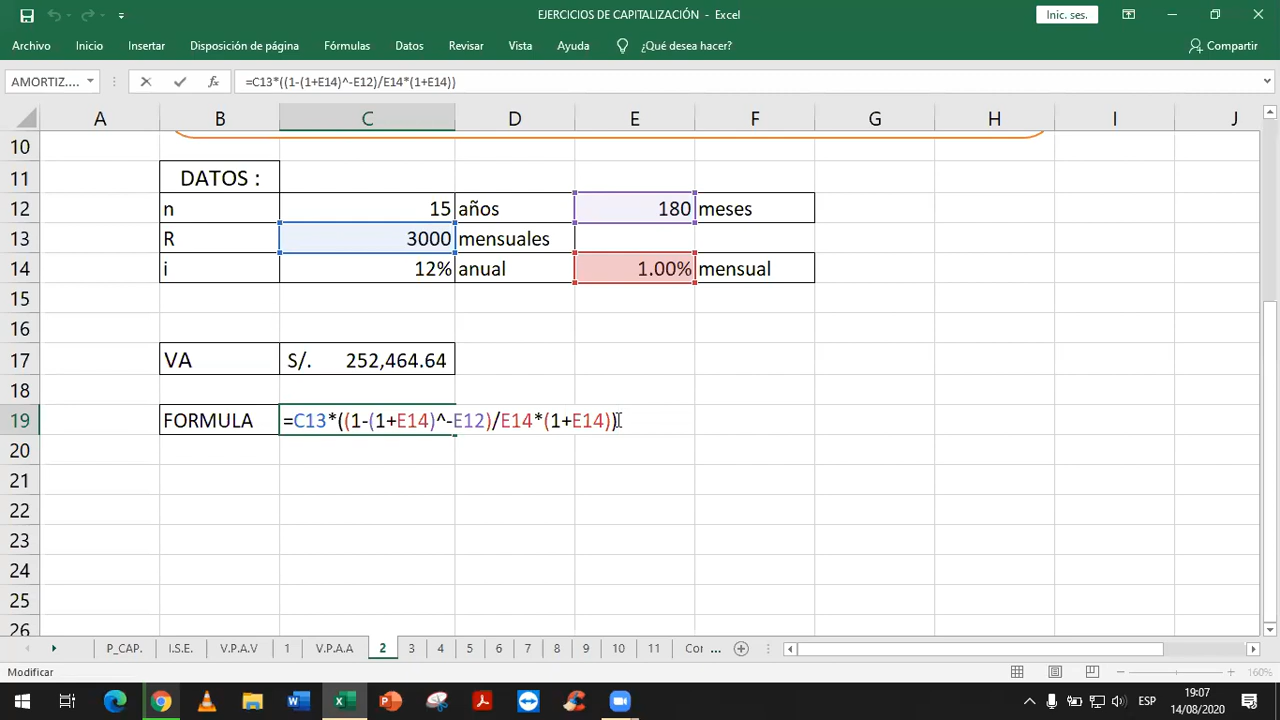 EJERCICIOS DE CAPITALIZACIÓN - Excel
Inic. ses.
Archivo Inicio Insertar Disposición de página Fórmulas Datos Revisar Vista Ayuda ¿Qué desea hacer? Compartir
AMORTIZ.... fx =C13*((1-(1+E14)^-E12)/E14*(1+E14))
A B C D E F G H I J
10
11 DATOS :
12 n 15 años 180 meses
13 R 3000 mensuales
14 i 12% anual 1.00% mensual
15
16
17 VA S/. 252,464.64
18
19 FORMULA =C13*((1-(1+E14)^-E12)/E14*(1+E14))
20
21
22
23
24
25
26
P_CAP. I.S.E. V.P.A.V 1 V.P.A.A 2 3 4 5 6 7 8 9 10 11 Cor ...
Modificar 160%
ESP 19:07
14/08/2020